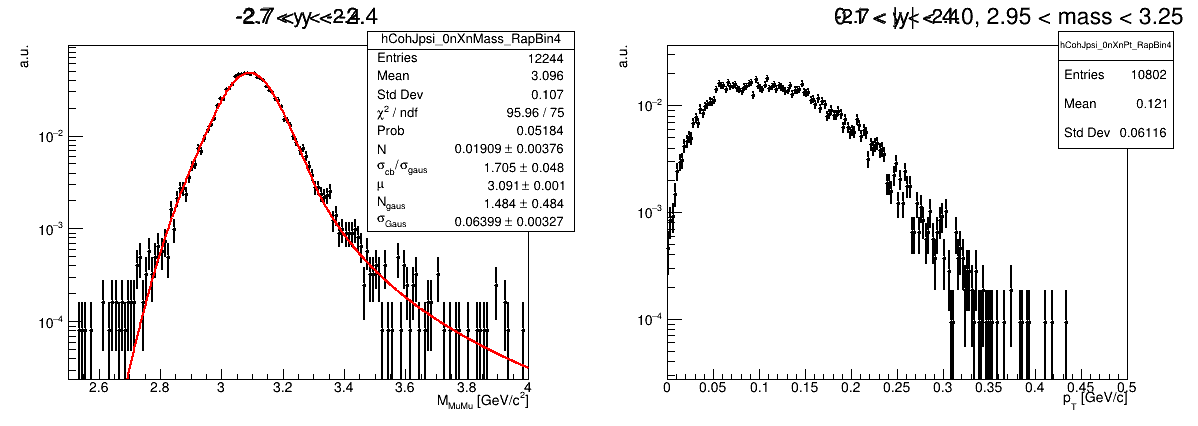 hCohJpsi_0nXnMass_RapBin4
Entries 12244
Mean 3.096
Std Dev 0.107
χ² / ndf 95.96 / 75
Prob 0.05184
N 0.01909 ± 0.00376
σcb/σgaus 1.705 ± 0.048
μ 3.091 ± 0.001
Ngaus 1.484 ± 0.484
σGaus 0.06399 ± 0.00327
a.u.
10⁻²
10⁻³
10⁻⁴
2.6 2.8 3 3.2 3.4 3.6 3.8 4
MMuMu [GeV/c²]
2.95 < mass < 3.25
hCohJpsi_0nXnPt_RapBin4
Entries 10802
Mean 0.121
Std Dev 0.06116
a.u.
10⁻²
10⁻³
10⁻⁴
0 0.05 0.1 0.15 0.2 0.25 0.3 0.35 0.4 0.45 0.5
pT [GeV/c]